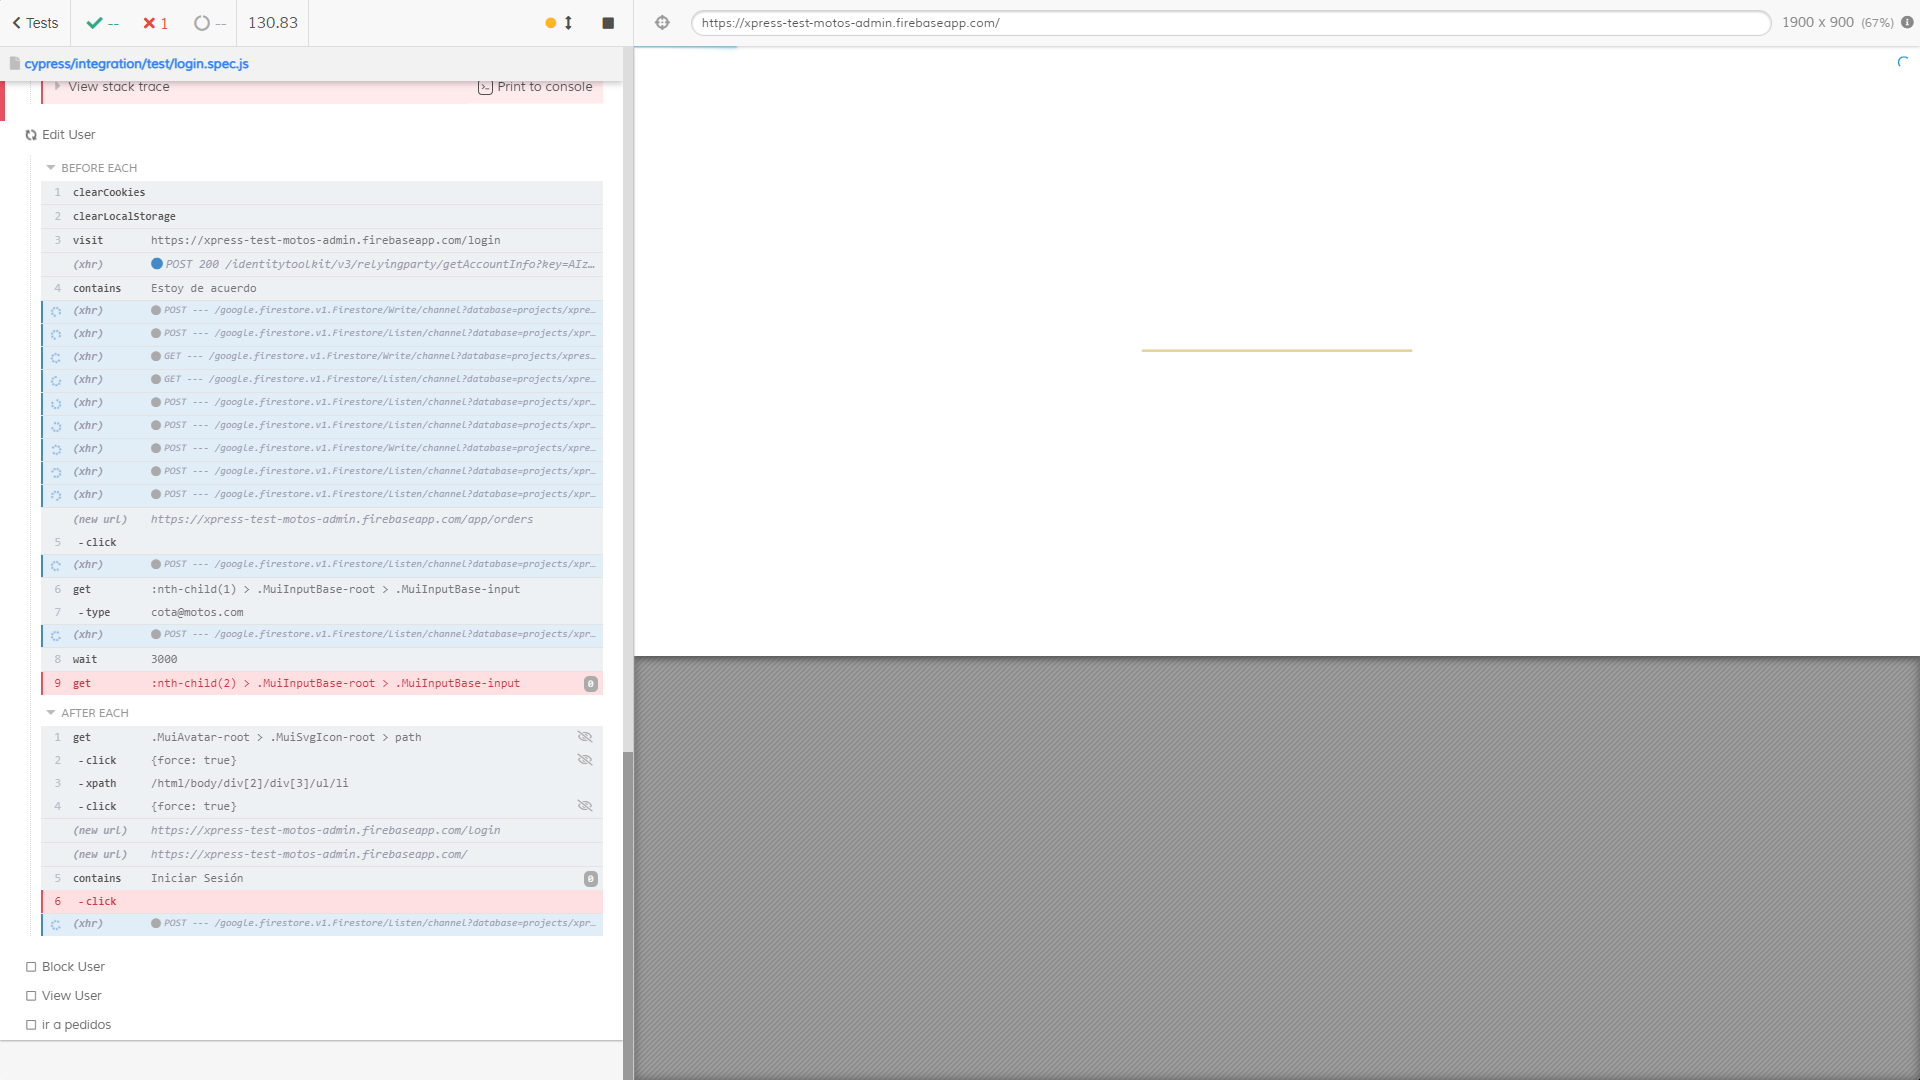 Tests -- 1 -- 130.83
https://xpress-test-motos-admin.firebaseapp.com/ 1900 x 900 (67%)
cypress/integration/test/login.spec.js
View stack trace Print to console
Edit User
BEFORE EACH
1 clearCookies
2 clearLocalStorage
3 visit https://xpress-test-motos-admin.firebaseapp.com/login
(xhr) POST 200 /identitytoolkit/v3/relyingparty/getAccountInfo?key=AIz...
4 contains Estoy de acuerdo
(xhr) POST --- /google.firestore.v1.Firestore/Write/channel?database=projects/xpre...
(xhr) POST --- /google.firestore.v1.Firestore/Listen/channel?database=projects/xpr...
(xhr) GET --- /google.firestore.v1.Firestore/Write/channel?database=projects/xpres...
(xhr) GET --- /google.firestore.v1.Firestore/Listen/channel?database=projects/xpre...
(xhr) POST --- /google.firestore.v1.Firestore/Listen/channel?database=projects/xpr...
(xhr) POST --- /google.firestore.v1.Firestore/Listen/channel?database=projects/xpr...
(xhr) POST --- /google.firestore.v1.Firestore/Write/channel?database=projects/xpre...
(xhr) POST --- /google.firestore.v1.Firestore/Listen/channel?database=projects/xpr...
(xhr) POST --- /google.firestore.v1.Firestore/Listen/channel?database=projects/xpr...
(new url) https://xpress-test-motos-admin.firebaseapp.com/app/orders
5 -click
(xhr) POST --- /google.firestore.v1.Firestore/Listen/channel?database=projects/xpr...
6 get :nth-child(1) > .MuiInputBase-root > .MuiInputBase-input
7 -type cota@motos.com
(xhr) POST --- /google.firestore.v1.Firestore/Listen/channel?database=projects/xpr...
8 wait 3000
9 get :nth-child(2) > .MuiInputBase-root > .MuiInputBase-input 0
AFTER EACH
1 get .MuiAvatar-root > .MuiSvgIcon-root > path
2 -click {force: true}
3 -xpath /html/body/div[2]/div[3]/ul/li
4 -click {force: true}
(new url) https://xpress-test-motos-admin.firebaseapp.com/login
(new url) https://xpress-test-motos-admin.firebaseapp.com/
5 contains Iniciar Sesión 0
6 -click
(xhr) POST --- /google.firestore.v1.Firestore/Listen/channel?database=projects/xpr...
Block User
View User
ir a pedidos